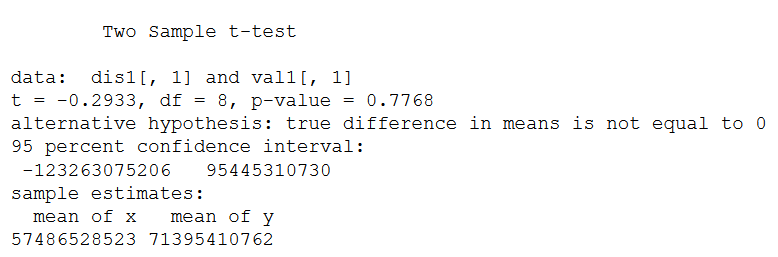 Two Sample t-test
data: dis1[, 1] and val1[, 1]
t = -0.2933, df = 8, p-value = 0.7768
alternative hypothesis: true difference in means is not equal to 0
95 percent confidence interval:
-123263075206 95445310730
sample estimates:
mean of x mean of y
57486528523 71395410762